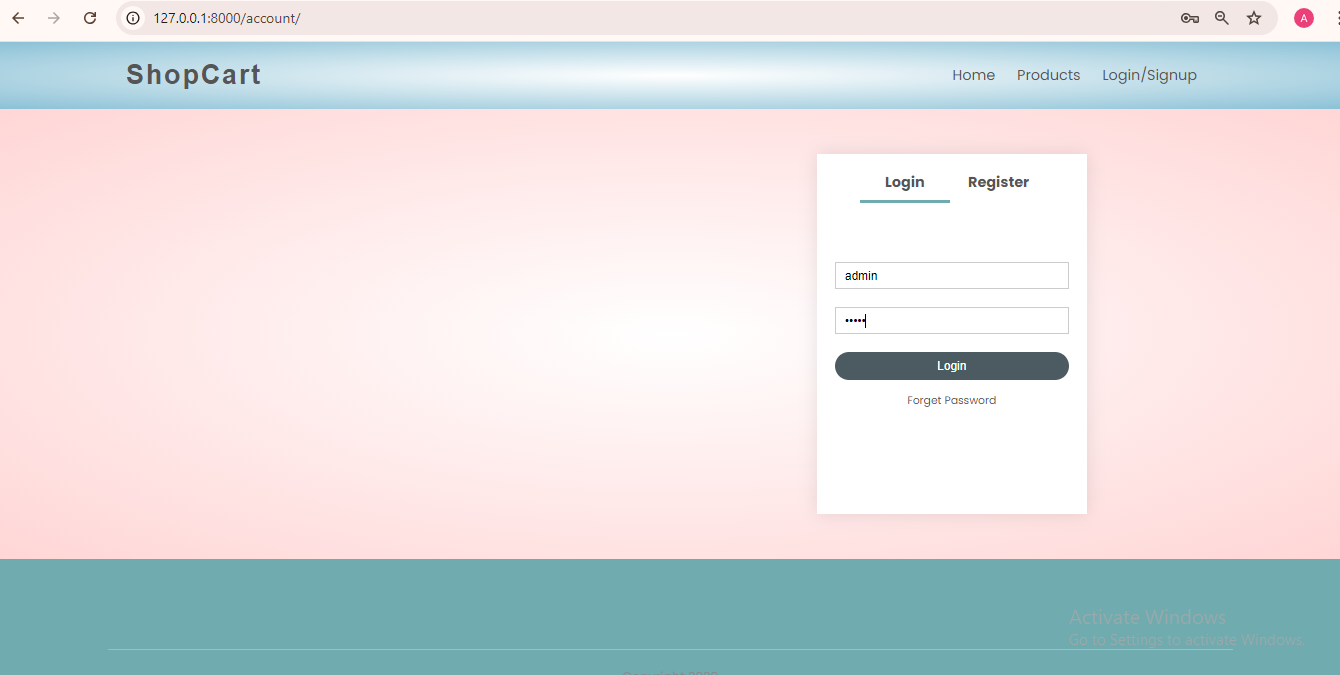 127.0.0.1:8000/account/
A
ShopCart
Home Products Login/Signup
Login Register
admin
•••••
Login
Forget Password
Activate Windows
Go to Settings to activate Windows.